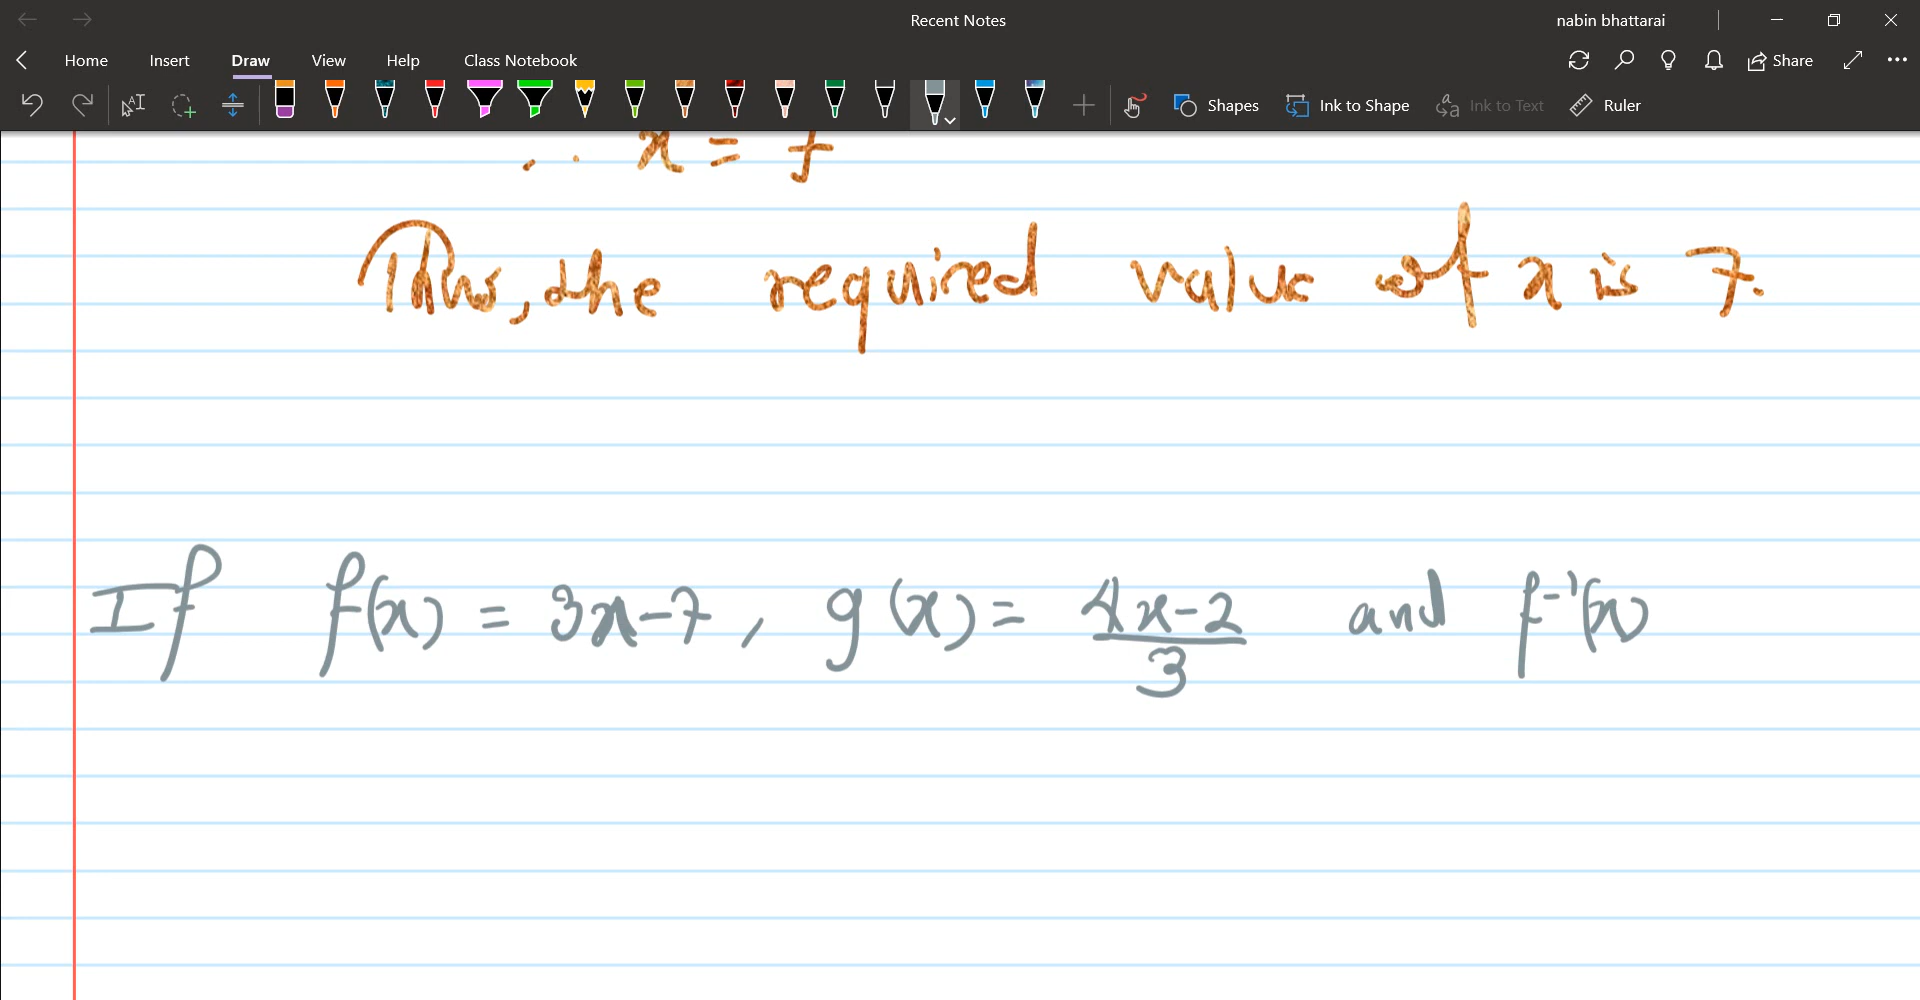 Recent Notes
nabin bhattarai
Home Insert Draw View Help Class Notebook
Share
Shapes Ink to Shape Ink to Text Ruler
∴ x = 7
Thus, the required value of x is 7.
If f(x) = 3x-7, g(x) = (4x-2)/3 and f⁻¹(x)